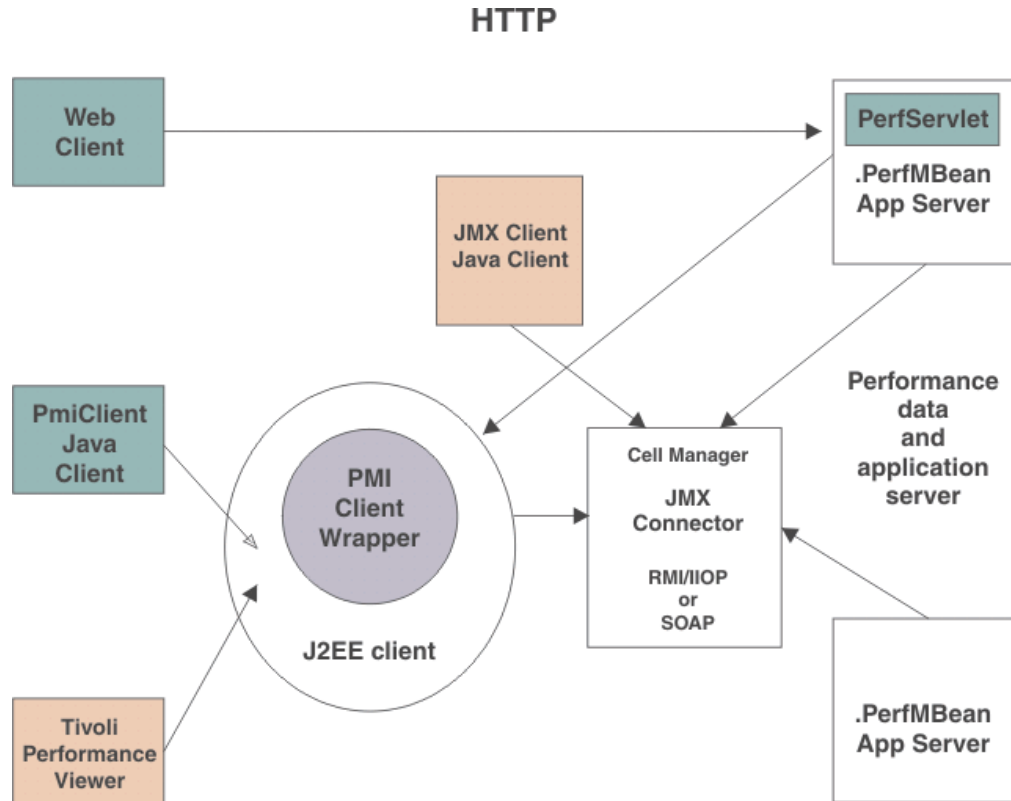 HTTP
Web
Client
PerfServlet
.PerfMBean
App Server
JMX Client
Java Client
PmiClient
Java
Client
PMI
Client
Wrapper
J2EE client
Cell Manager
JMX
Connector
RMI/IIOP
or
SOAP
Performance
data
and
application
server
Tivoli
Performance
Viewer
.PerfMBean
App Server